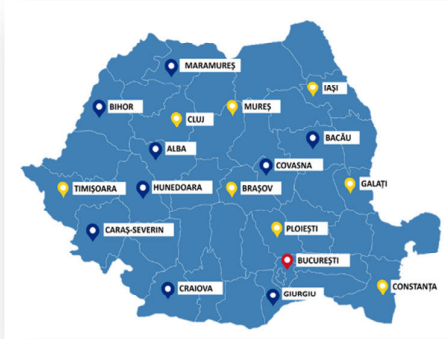 MARAMUREȘ
IAȘI
BIHOR
MUREȘ
CLUJ
BACĂU
ALBA
COVASNA
TIMIȘOARA
HUNEDOARA
BRAȘOV
GALAȚI
CARAȘ-SEVERIN
PLOIEȘTI
BUCUREȘTI
CRAIOVA
GIURGIU
CONSTANȚA